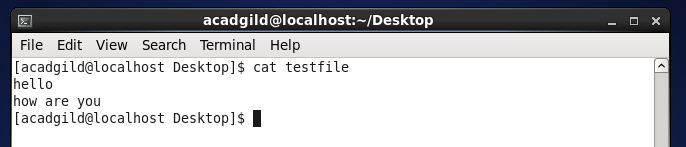 acadgild@localhost:~/Desktop
File Edit View Search Terminal Help
[acadgild@localhost Desktop]$ cat testfile
hello
how are you
[acadgild@localhost Desktop]$